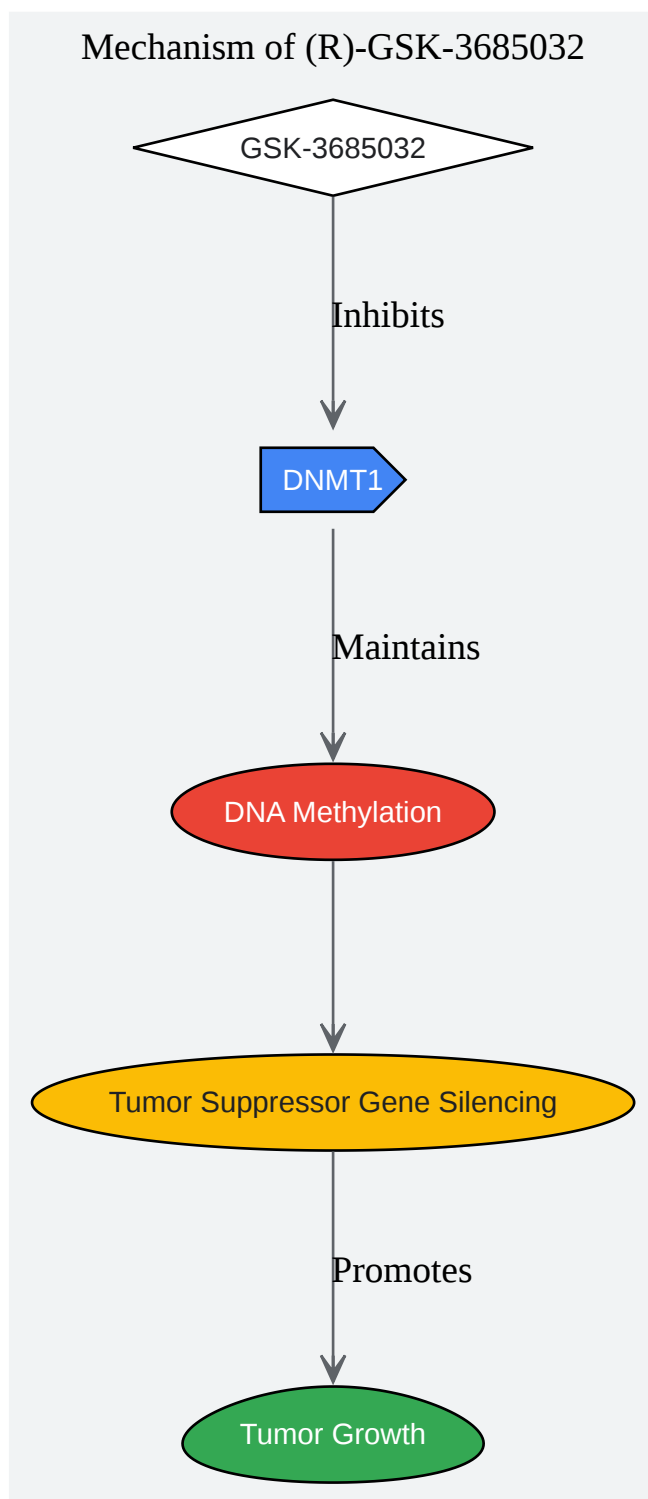 Mechanism of (R)-GSK-3685032
GSK-3685032
Inhibits
DNMT1
Maintains
DNA Methylation
Tumor Suppressor Gene Silencing
Promotes
Tumor Growth